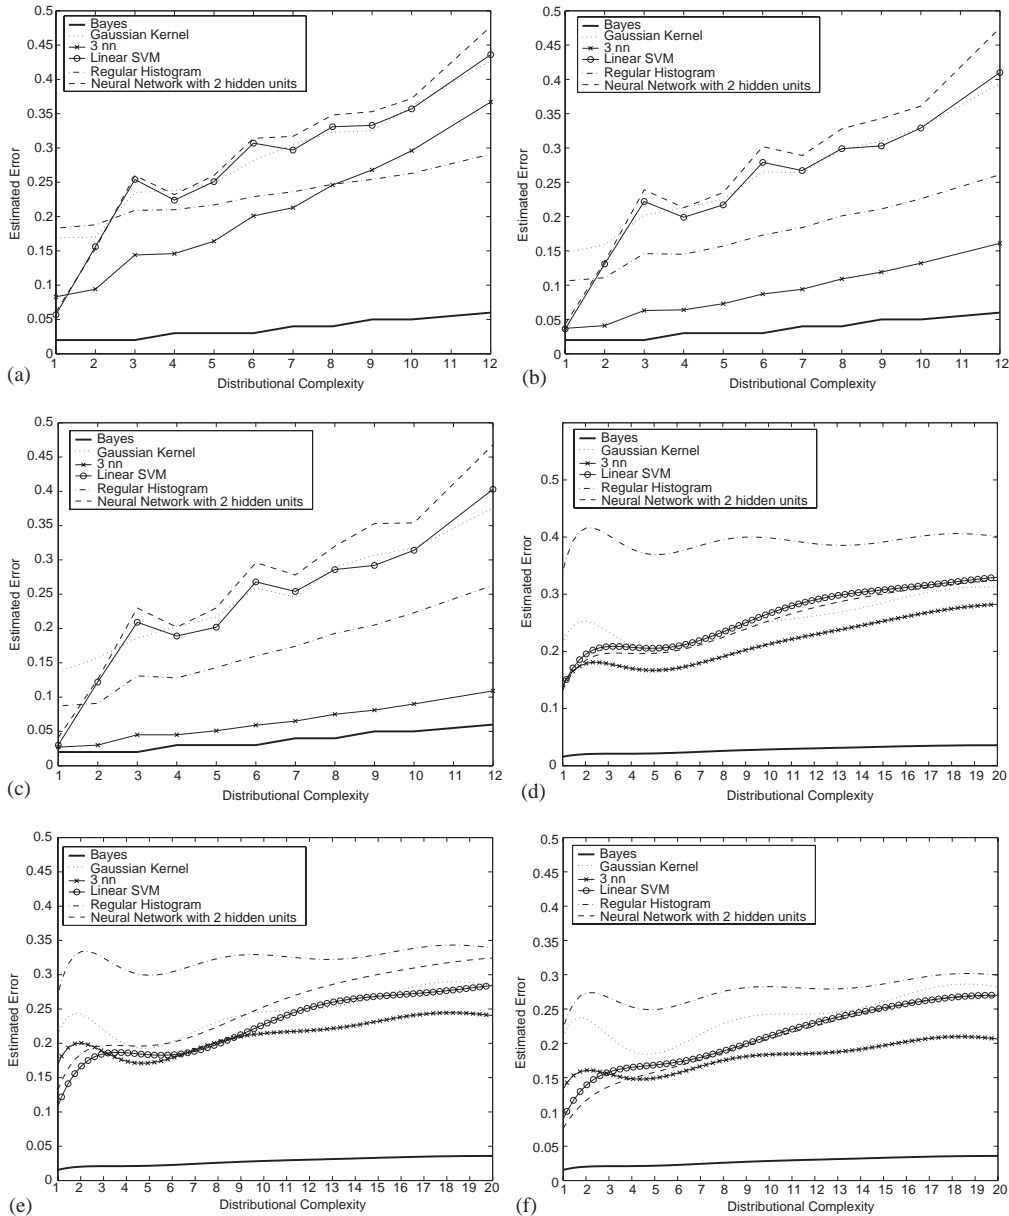 0.5
0.45
0.4
0.35
0.3
0.25
0.2
0.15
0.1
0.05
0
Estimated Error
Bayes
Gaussian Kernel
3 nn
Linear SVM
Regular Histogram
Neural Network with 2 hidden units
1 2 3 4 5 6 7 8 9 10 11 12
Distributional Complexity
(a)
0.5
0.45
0.4
0.35
0.3
0.25
0.2
0.15
0.1
0.05
0
Estimated Error
Bayes
Gaussian Kernel
3 nn
Linear SVM
Regular Histogram
Neural Network with 2 hidden units
1 2 3 4 5 6 7 8 9 10 11 12
Distributional Complexity
(b)
0.5
0.45
0.4
0.35
0.3
0.25
0.2
0.15
0.1
0.05
0
Estimated Error
Bayes
Gaussian Kernel
3 nn
Linear SVM
Regular Histogram
Neural Network with 2 hidden units
1 2 3 4 5 6 7 8 9 10 11 12
Distributional Complexity
(c)
0.5
0.4
0.3
0.2
0.1
0
Estimated Error
Bayes
Gaussian Kernel
3 nn
Linear SVM
Regular Histogram
Neural Network with 2 hidden units
1 2 3 4 5 6 7 8 9 10 11 12 13 14 15 16 17 18 19 20
Distributional Complexity
(d)
0.5
0.45
0.4
0.35
0.3
0.25
0.2
0.15
0.1
0.05
0
Estimated Error
Bayes
Gaussian Kernel
3 nn
Linear SVM
Regular Histogram
Neural Network with 2 hidden units
1 2 3 4 5 6 7 8 9 10 11 12 13 14 15 16 17 18 19 20
Distributional Complexity
(e)
0.5
0.45
0.4
0.35
0.3
0.25
0.2
0.15
0.1
0.05
0
Estimated Error
Bayes
Gaussian Kernel
3 nn
Linear SVM
Regular Histogram
Neural Network with 2 hidden units
1 2 3 4 5 6 7 8 9 10 11 12 13 14 15 16 17 18 19 20
Distributional Complexity
(f)